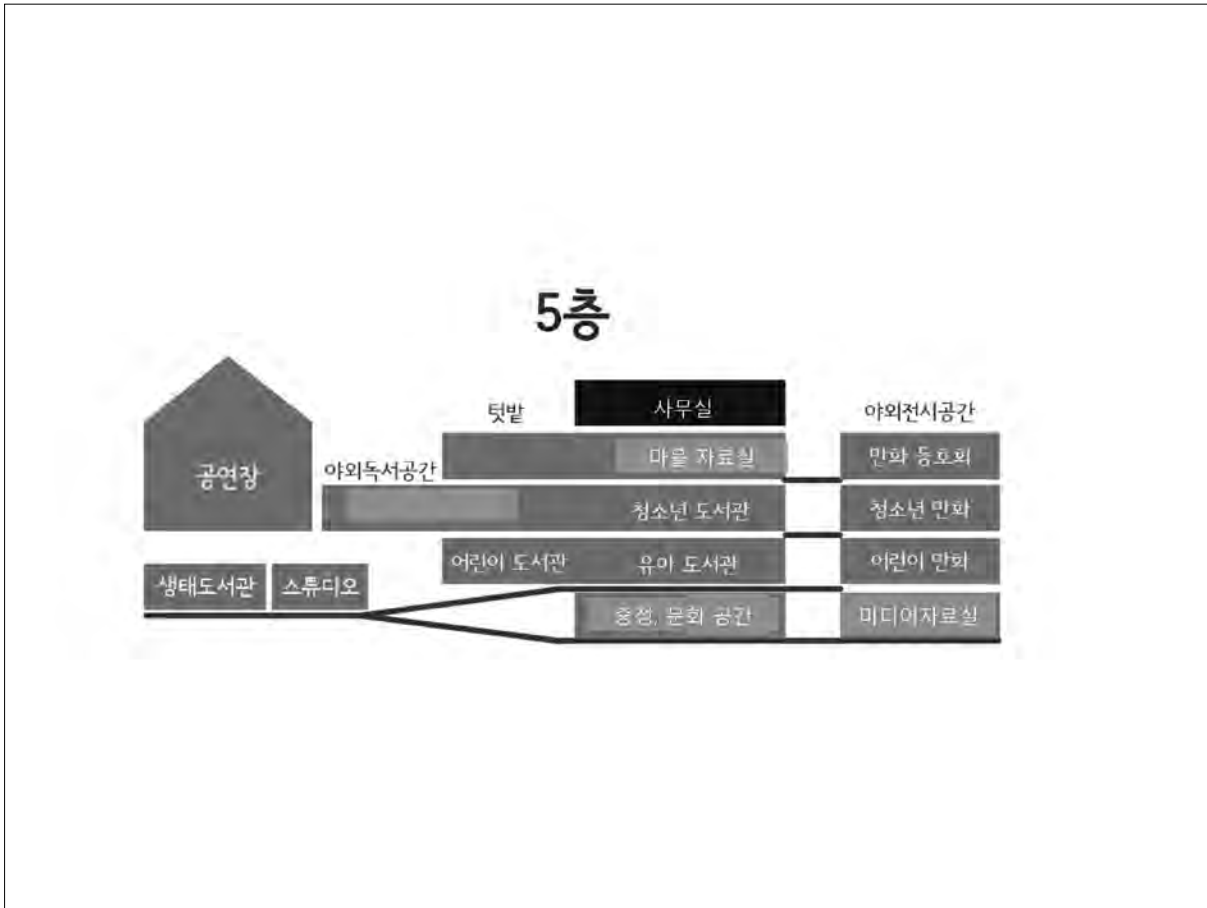 5층
텃밭
사무실
야외전시공간
공연장
야외독서공간
마을 자료실
만화 동호회
청소년 도서관
청소년 만화
생태도서관
스튜디오
어린이 도서관
유아 도서관
어린이 만화
중정, 문화 공간
미디어자료실